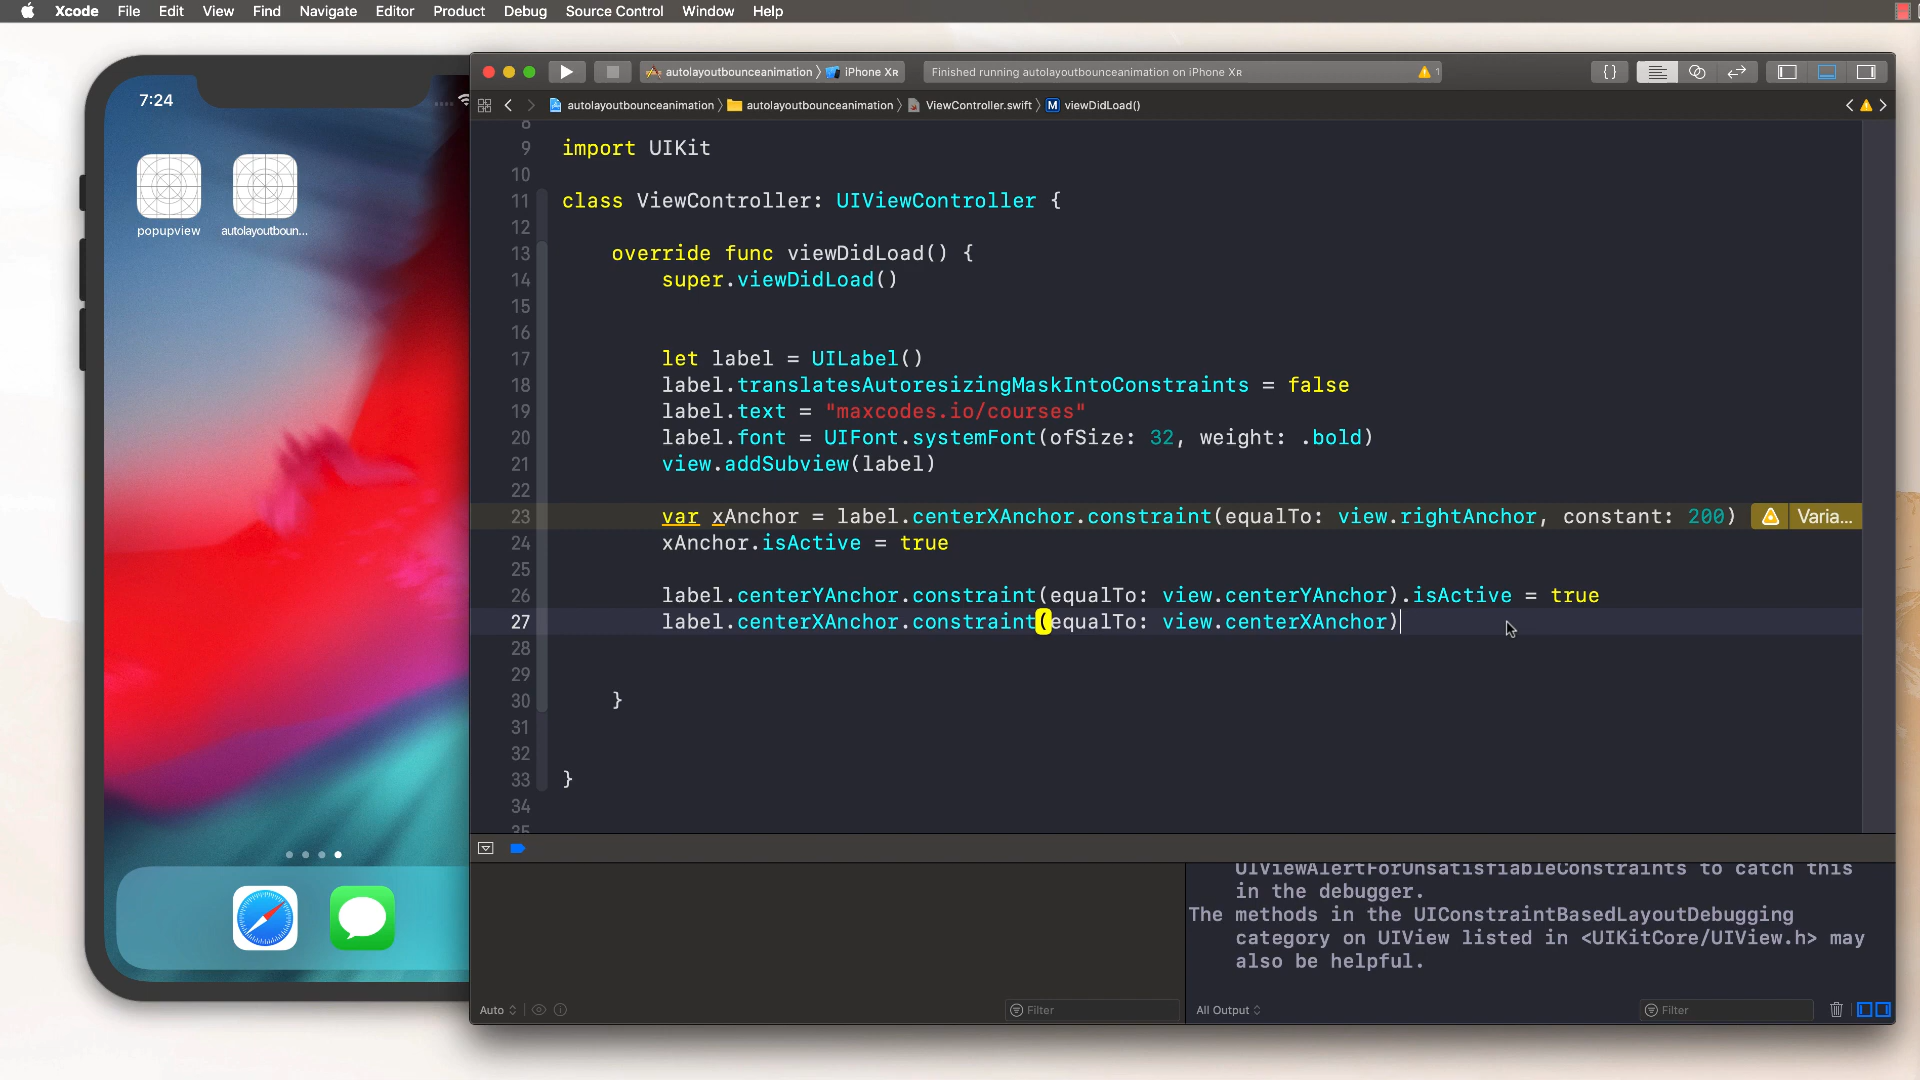 Xcode File Edit View Find Navigate Editor Product Debug Source Control Window Help
7:24
popupview autolayoutboun...
autolayoutbounceanimation iPhone XR
Finished running autolayoutbounceanimation on iPhone XR
1
autolayoutbounceanimation autolayoutbounceanimation ViewController.swift M viewDidLoad()
8
9 import UIKit
10
11 class ViewController: UIViewController {
12
13 override func viewDidLoad() {
14 super.viewDidLoad()
15
16
17 let label = UILabel()
18 label.translatesAutoresizingMaskIntoConstraints = false
19 label.text = "maxcodes.io/courses"
20 label.font = UIFont.systemFont(ofSize: 32, weight: .bold)
21 view.addSubview(label)
22
23 var xAnchor = label.centerXAnchor.constraint(equalTo: view.rightAnchor, constant: 200) Varia...
24 xAnchor.isActive = true
25
26 label.centerYAnchor.constraint(equalTo: view.centerYAnchor).isActive = true
27 label.centerXAnchor.constraint(equalTo: view.centerXAnchor)
28
29
30 }
31
32
33 }
34
35
UIViewAlertForUnsatisfiableConstraints to catch this
in the debugger.
The methods in the UIConstraintBasedLayoutDebugging
category on UIView listed in <UIKitCore/UIView.h> may
also be helpful.
Auto Filter All Output Filter